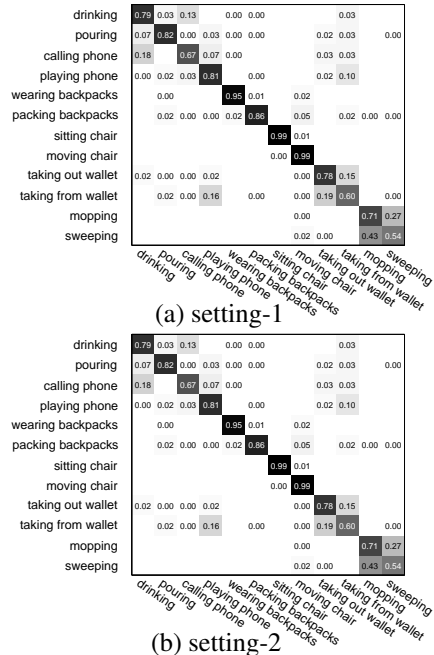 drinking 0.79 0.03 0.13 0.00 0.00 0.03
pouring 0.07 0.82 0.00 0.03 0.00 0.00 0.02 0.03 0.00
calling phone 0.18 0.67 0.07 0.00 0.03 0.03
playing phone 0.00 0.02 0.03 0.81 0.00 0.02 0.10
wearing backpacks 0.00 0.95 0.01 0.02
packing backpacks 0.02 0.00 0.00 0.02 0.86 0.05 0.02 0.00 0.00
sitting chair 0.99 0.01
moving chair 0.00 0.99
taking out wallet 0.02 0.00 0.00 0.02 0.00 0.78 0.15
taking from wallet 0.02 0.00 0.16 0.00 0.00 0.19 0.60 0.00
mopping 0.00 0.71 0.27
sweeping 0.02 0.00 0.43 0.54
drinking pouring calling phone playing phone wearing backpacks packing backpacks sitting chair moving chair taking out wallet taking from wallet mopping sweeping
(a) setting-1
drinking 0.79 0.03 0.13 0.00 0.00 0.03
pouring 0.07 0.82 0.00 0.03 0.00 0.00 0.02 0.03 0.00
calling phone 0.18 0.67 0.07 0.00 0.03 0.03
playing phone 0.00 0.02 0.03 0.81 0.00 0.02 0.10
wearing backpacks 0.00 0.95 0.01 0.02
packing backpacks 0.02 0.00 0.00 0.02 0.86 0.05 0.02 0.00 0.00
sitting chair 0.99 0.01
moving chair 0.00 0.99
taking out wallet 0.02 0.00 0.00 0.02 0.00 0.78 0.15
taking from wallet 0.02 0.00 0.16 0.00 0.00 0.19 0.60 0.00
mopping 0.00 0.71 0.27
sweeping 0.02 0.00 0.43 0.54
drinking pouring calling phone playing phone wearing backpacks packing backpacks sitting chair moving chair taking out wallet taking from wallet mopping sweeping
(b) setting-2